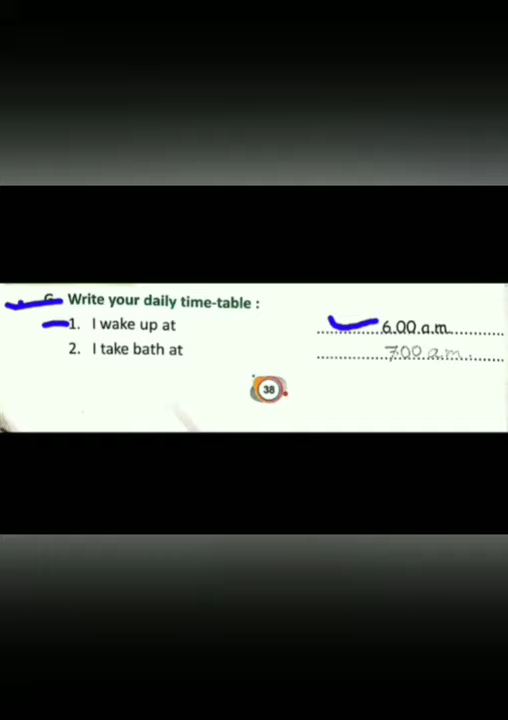 G. Write your daily time-table :
1. I wake up at 6.00 a.m.
2. I take bath at 7.00 a.m.
38